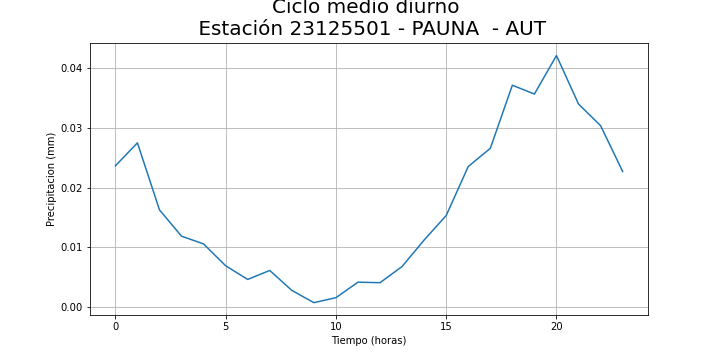 Ciclo medio diurno
Estación 23125501 - PAUNA  - AUT
Precipitacion (mm)
0.04
0.03
0.02
0.01
0.00
0
5
10
15
20
Tiempo (horas)